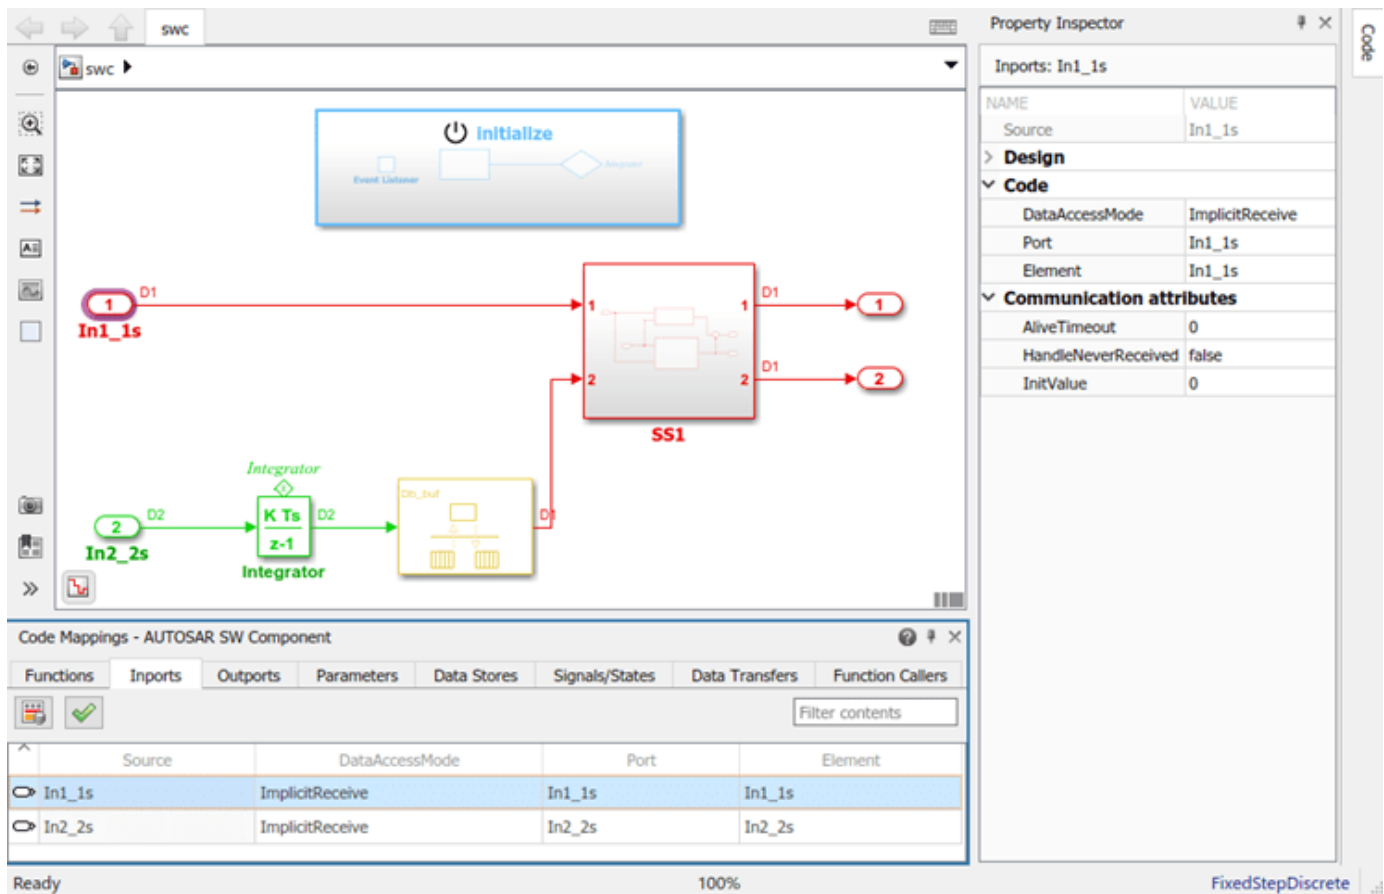 swc
Property Inspector
Code
swc
Inports: In1_1s
NAME VALUE
Source In1_1s
Design
Code
DataAccessMode ImplicitReceive
Port In1_1s
Element In1_1s
Communication attributes
AliveTimeout 0
HandleNeverReceived false
InitValue 0
initialize
Event Listener
Integrator
1 D1
In1_1s
1 1 D1 1
2 2 D1 2
SS1
Integrator
2 D2
In2_2s
K Ts
z-1
D2
Integrator
Db_buf
D1
Code Mappings - AUTOSAR SW Component
Functions Inports Outports Parameters Data Stores Signals/States Data Transfers Function Callers
Filter contents
Source DataAccessMode Port Element
In1_1s ImplicitReceive In1_1s In1_1s
In2_2s ImplicitReceive In2_2s In2_2s
Ready 100% FixedStepDiscrete